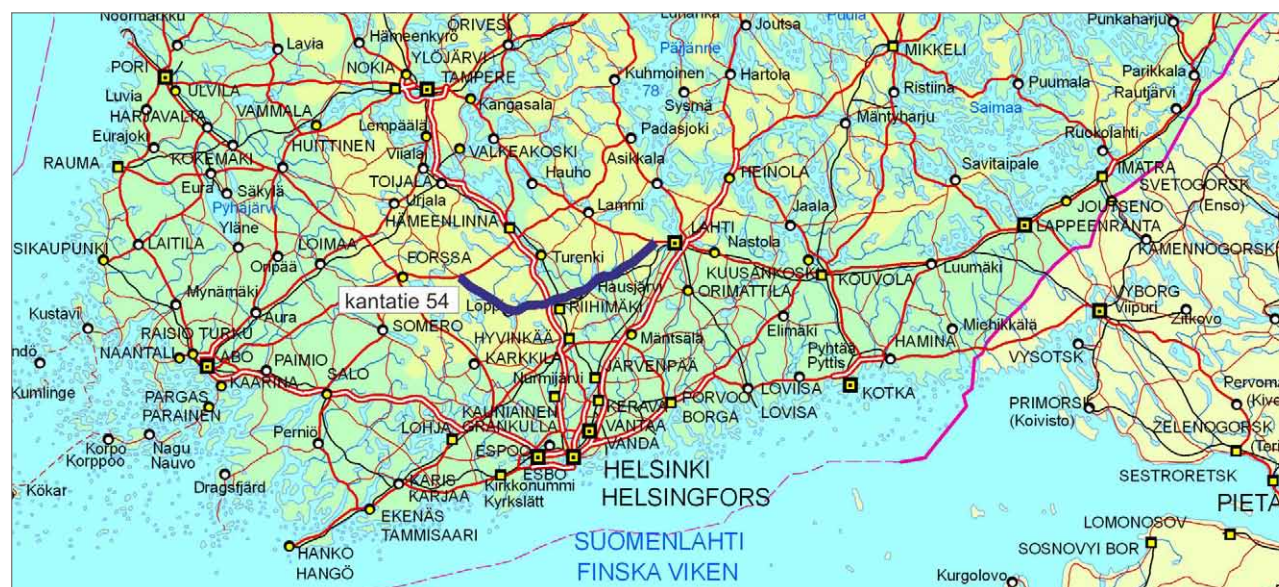 Noormarkku
Lavia
Hämeenkyrö
ORIVESI
Luhanka
Joutsa
Puula
Punkaharju
PORI
ULVILA
NOKIA
YLÖJÄRVI
TAMPERE
Päijänne
Kuhmoinen
78
Hartola
MIKKELI
Ristiina
Puumala
Parikkala
Luvia
HARJAVALTA
VAMMALA
Kangasala
Sysmä
Saimaa
Rautjärvi
Eurajoki
HUITTINEN
Lempäälä
Padasjoki
Mäntyharju
Ruokolahti
RAUMA
KOKEMÄKI
Viiala
VALKEAKOSKI
Asikkala
Savitaipale
IMATRA
Eura
Säkylä
TOIJALA
Hauho
HEINOLA
SVETOGORSK
(Enso)
Pyhäjärvi
Urjala
Lammi
Jaala
JOUTSENO
Yläne
HÄMEENLINNA
LAHTI
LAPPEENRANTA
SIKAUPUNKI
LAITILA
LOIMAA
Nastola
KAMENNOGORSK
Oripää
FORSSA
Turenki
KUUSANKOSKI
KOUVOLA
Luumäki
Mynämäki
kantatie 54
Loppi
Hausjärvi
ORIMATTILA
VYBORG
Viipuri
Kustavi
Aura
RIIHIMÄKI
Zitkovo
RAISIO
TURKU
SOMERO
HYVINKÄÄ
Mäntsälä
Elimäki
Miehikkälä
NAANTALI
ÅBO
PAIMIO
KARKKILA
Pyhtää
Pyttis
HAMINA
VYSOTSK
Kumlinge
KAARINA
SALO
Nurmijärvi
JÄRVENPÄÄ
LOVIISA
LOVISA
KOTKA
PARGAS
PARAINEN
KAUNIAINEN
GRANKULLA
KERAVA
PORVOO
BORGA
PRIMORSK
(Koivisto)
Korpo
Korppoo
Nagu
Nauvo
Perniö
LOHJA
VANTAA
VANDA
ZELENOGORSK
Dragsfjärd
ESPOO
ESBO
HELSINKI
HELSINGFORS
SESTRORETSK
Kökar
KARIS
KARJAA
Kirkkonummi
Kyrkslätt
EKENÄS
TAMMISAARI
HANKO
HANGÖ
SUOMENLAHTI
FINSKA VIKEN
LOMONOSOV
SOSNOVYI BOR
Kurgolovo